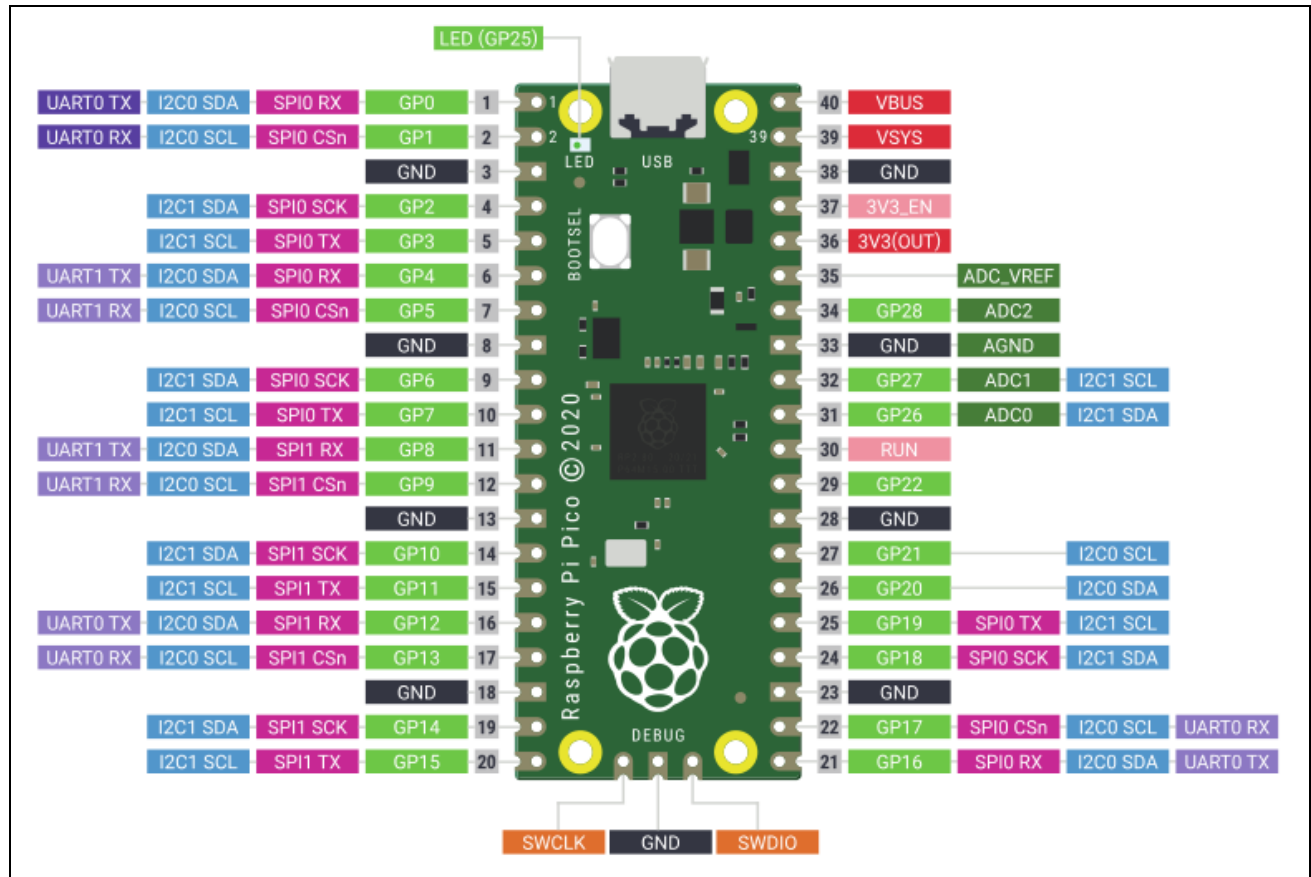 LED (GP25)
UART0 TX I2C0 SDA SPI0 RX GP0 1 1 40 VBUS
UART0 RX I2C0 SCL SPI0 CSn GP1 2 2 39 39 VSYS
LED USB
GND 3 38 GND
I2C1 SDA SPI0 SCK GP2 4 37 3V3_EN
I2C1 SCL SPI0 TX GP3 5 36 3V3(OUT)
BOOTSEL
UART1 TX I2C0 SDA SPI0 RX GP4 6 35 ADC_VREF
UART1 RX I2C0 SCL SPI0 CSn GP5 7 34 GP28 ADC2
GND 8 33 GND AGND
I2C1 SDA SPI0 SCK GP6 9 32 GP27 ADC1 I2C1 SCL
I2C1 SCL SPI0 TX GP7 10 31 GP26 ADC0 I2C1 SDA
UART1 TX I2C0 SDA SPI1 RX GP8 11 30 RUN
UART1 RX I2C0 SCL SPI1 CSn GP9 12 29 GP22
GND 13 28 GND
I2C1 SDA SPI1 SCK GP10 14 27 GP21 I2C0 SCL
I2C1 SCL SPI1 TX GP11 15 26 GP20 I2C0 SDA
UART0 TX I2C0 SDA SPI1 RX GP12 16 25 GP19 SPI0 TX I2C1 SCL
UART0 RX I2C0 SCL SPI1 CSn GP13 17 24 GP18 SPI0 SCK I2C1 SDA
GND 18 23 GND
Raspberry Pi Pico © 2020
I2C1 SDA SPI1 SCK GP14 19 22 GP17 SPI0 CSn I2C0 SCL UART0 RX
DEBUG
I2C1 SCL SPI1 TX GP15 20 21 GP16 SPI0 RX I2C0 SDA UART0 TX
SWCLK GND SWDIO